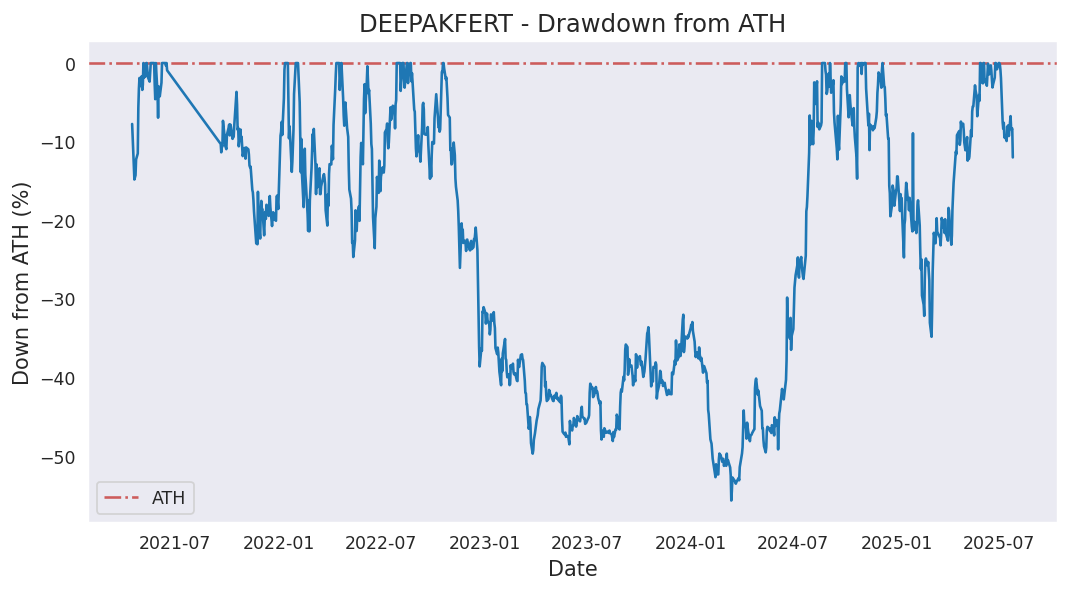 DEEPAKFERT - Drawdown from ATH
Down from ATH (%)
0
−10
−20
−30
−40
−50
ATH
2021-07 2022-01 2022-07 2023-01 2023-07 2024-01 2024-07 2025-01 2025-07
Date